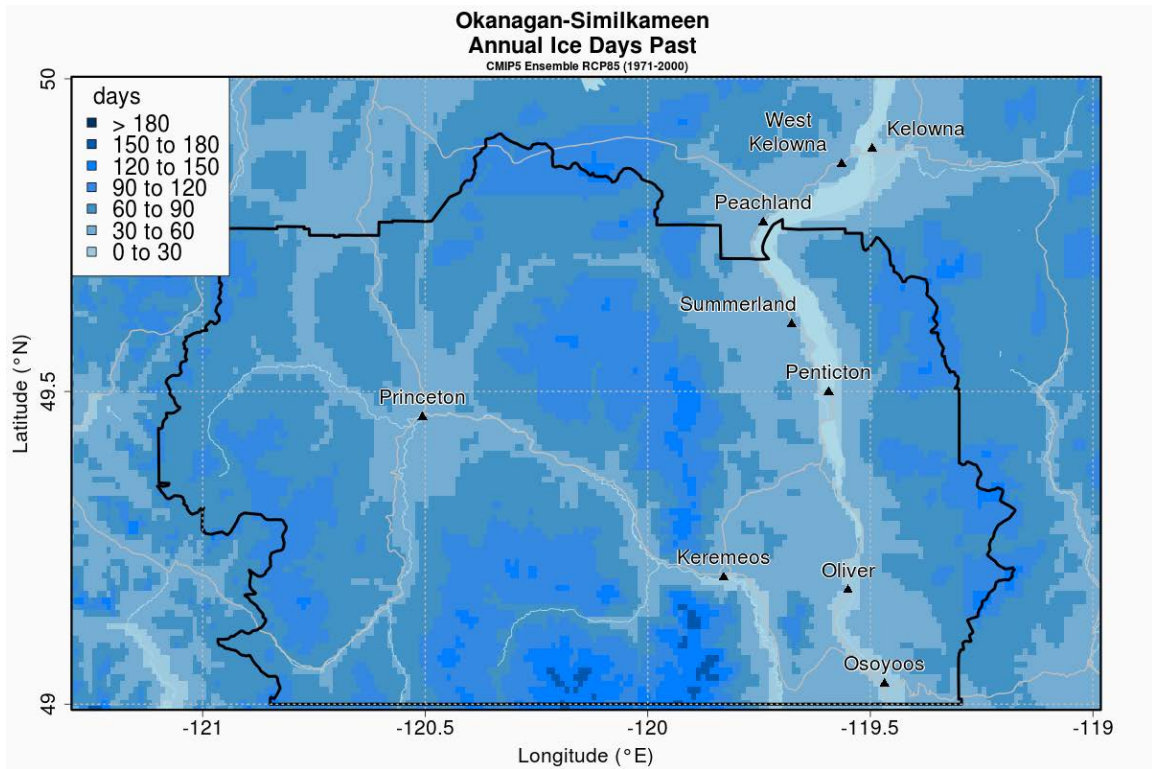 Okanagan-Similkameen
Annual Ice Days Past
CMIP5 Ensemble RCP85 (1971-2000)
days
> 180
150 to 180
120 to 150
90 to 120
60 to 90
30 to 60
0 to 30
West
Kelowna
Kelowna
Peachland
Summerland
Penticton
Princeton
Keremeos
Oliver
Osoyoos
50
49.5
49
Latitude (°N)
-121
-120.5
-120
-119.5
-119
Longitude (°E)